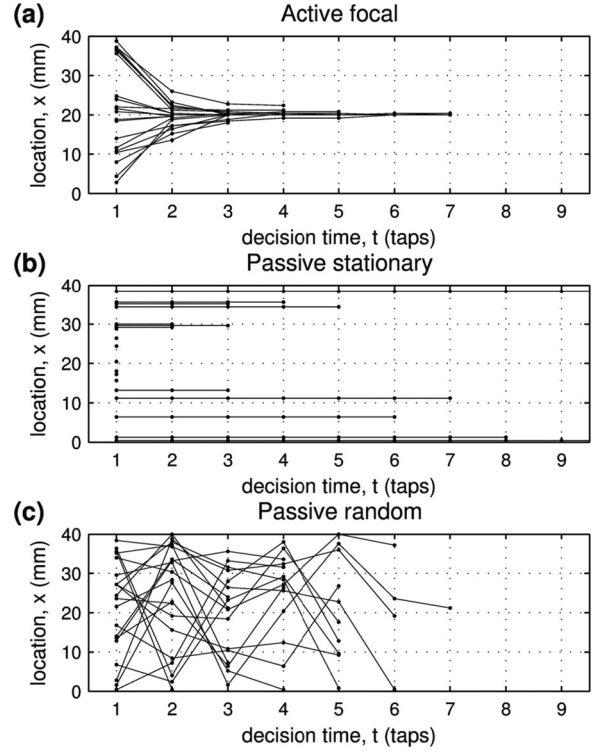 (a) Active focal
location, x (mm)
40
30
20
10
0
1 2 3 4 5 6 7 8 9
decision time, t (taps)
(b) Passive stationary
location, x (mm)
40
30
20
10
0
1 2 3 4 5 6 7 8 9
decision time, t (taps)
(c) Passive random
location, x (mm)
40
30
20
10
0
1 2 3 4 5 6 7 8 9
decision time, t (taps)